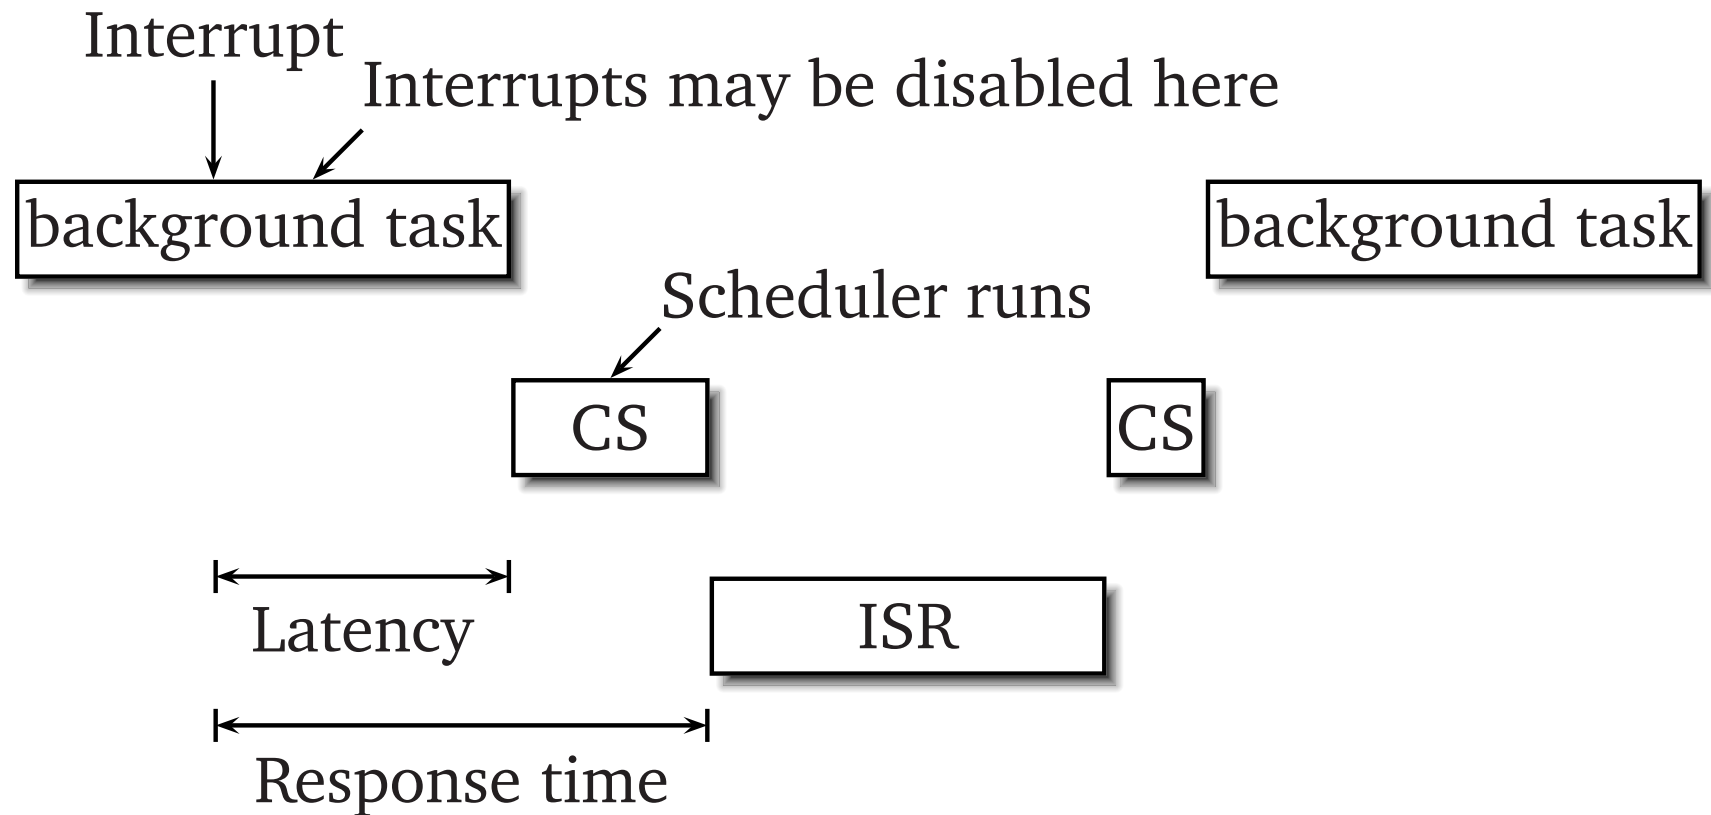 Interrupt
Interrupts may be disabled here
background task
background task
Scheduler runs
CS
CS
Latency
ISR
Response time